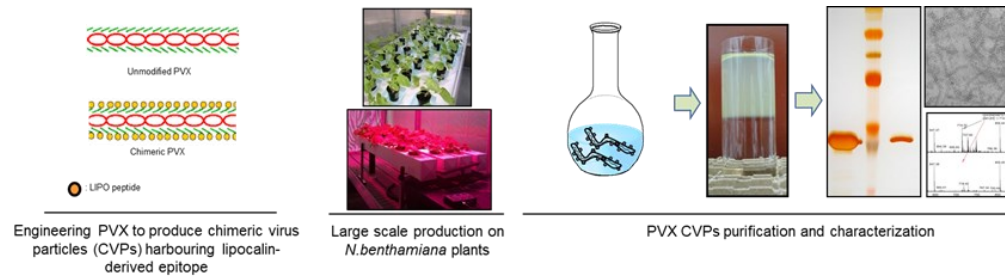 Unmodified PVX
Chimeric PVX
: LIPO peptide
Engineering PVX to produce chimeric virus
particles (CVPs) harbouring lipocalin-
derived epitope
Large scale production on
N.benthamiana plants
PVX CVPs purification and characterization